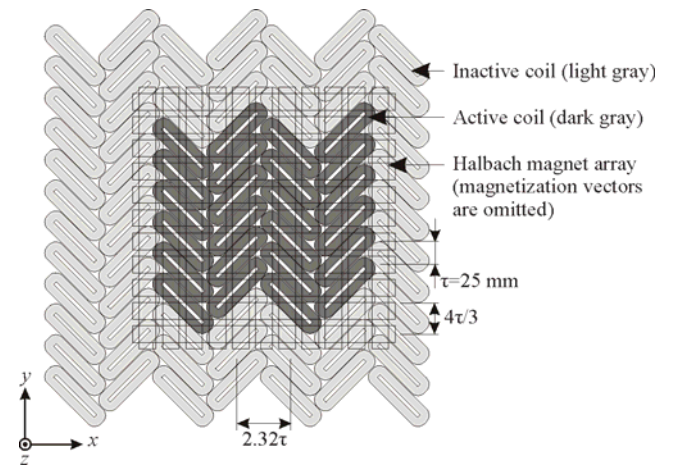 Inactive coil (light gray)
Active coil (dark gray)
Halbach magnet array
(magnetization vectors
are omitted)
τ=25 mm
4τ/3
2.32τ
y
x
z